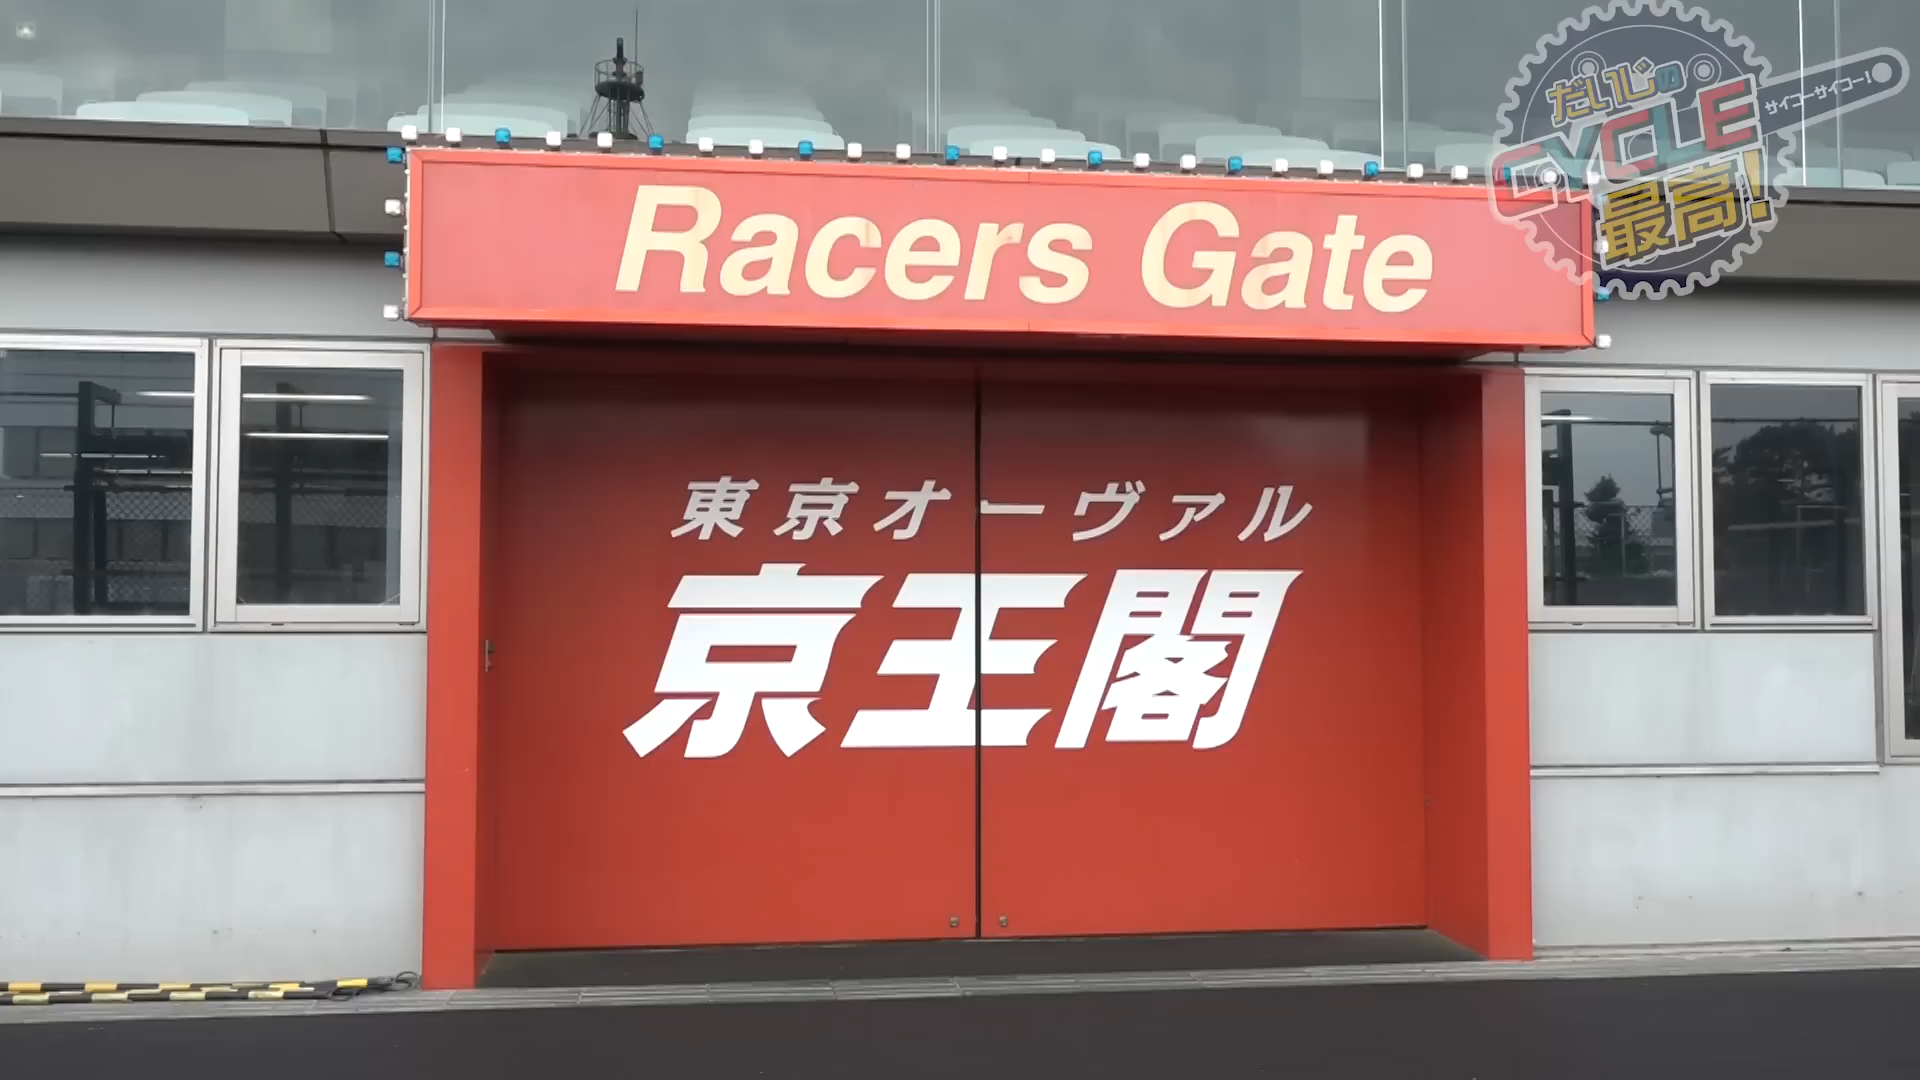 だいじの
CYCLE
サイコーサイコー!
最高!
Racers Gate
東京オーヴァル
京王閣